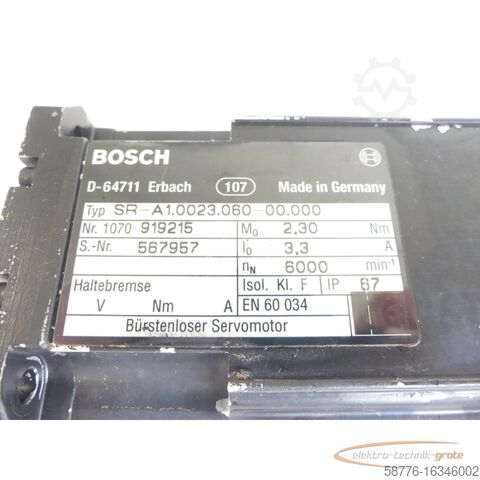 BOSCH
D-64711 Erbach 107 Made in Germany
Typ SR-A1.0023.060-00.000
Nr. 1070 919215 M0 2,30 Nm
S.-Nr. 567957 I0 3,3 A
nN 6000 min-1
Haltebremse Isol. Kl. F IP 67
V Nm A EN 60 034
Bürstenloser Servomotor
elektro-technik-grote
58776-16346002